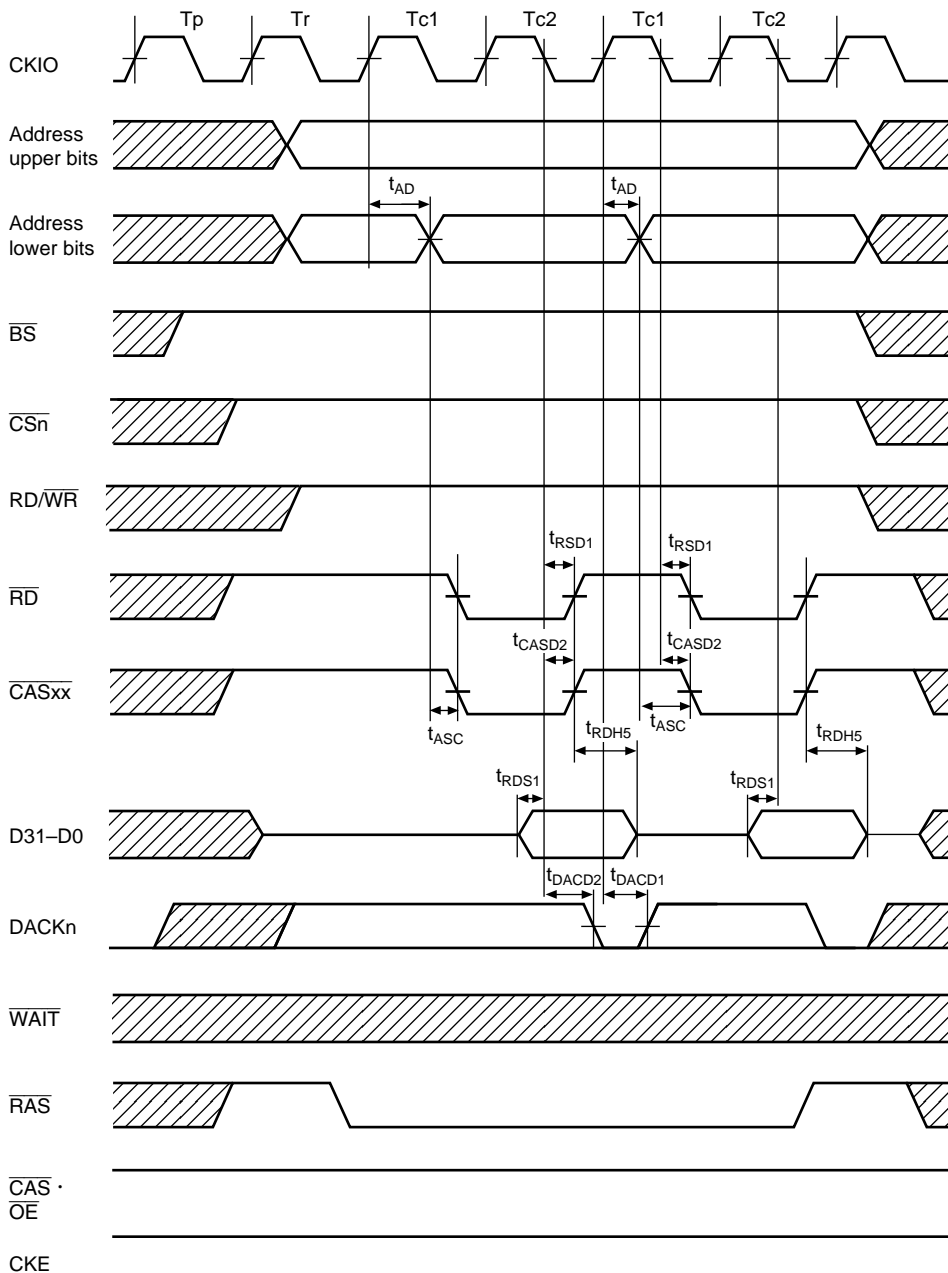 Tp Tr Tc1 Tc2 Tc1 Tc2
CKIO
Address
upper bits
tAD tAD
Address
lower bits
BS
CSn
RD/WR
tRSD1 tRSD1
RD
tCASD2 tCASD2
CASxx
tASC tASC
tRDH5 tRDH5
tRDS1 tRDS1
D31–D0
tDACD2 tDACD1
DACKn
WAIT
RAS
CAS ·
OE
CKE